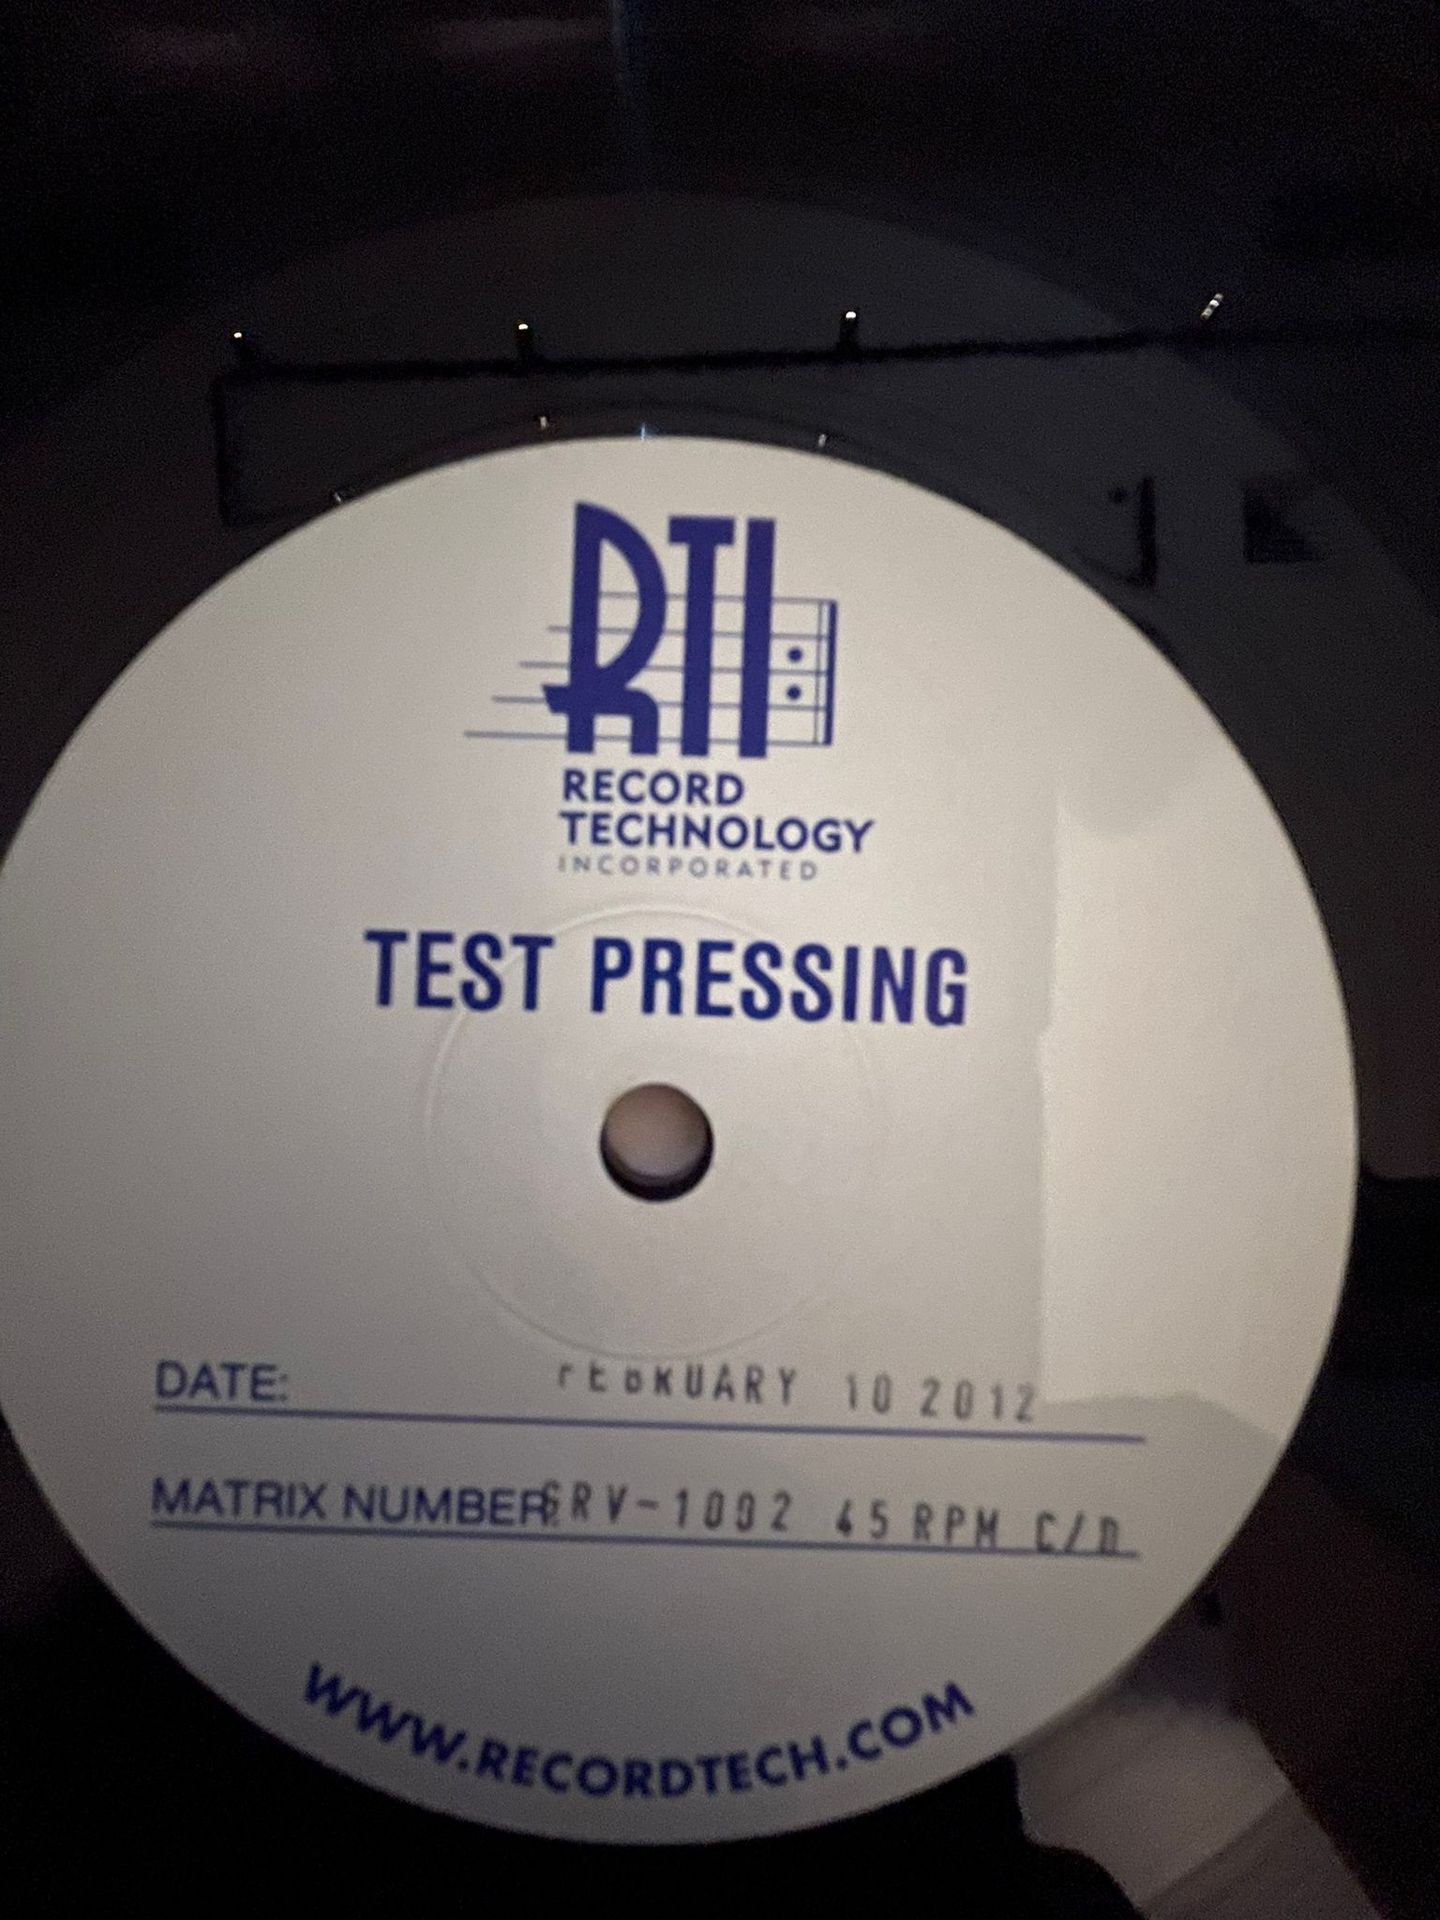 RTI
RECORD
TECHNOLOGY
INCORPORATED
TEST PRESSING
DATE: FEBRUARY 10 2012
MATRIX NUMBER: GRV-1002 45 RPM C/D
WWW.RECORDTECH.COM